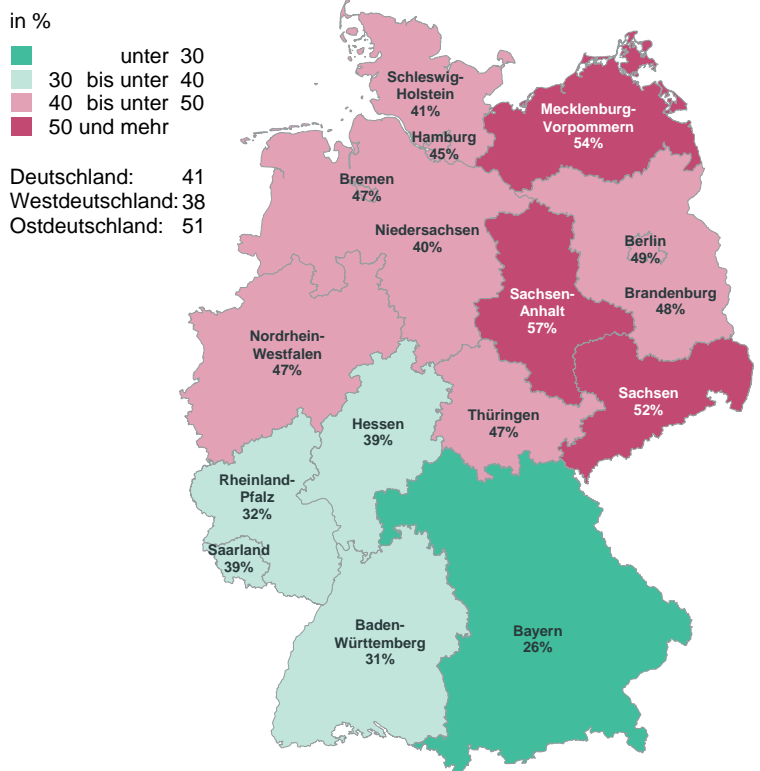 in %
unter 30
30 bis unter 40
40 bis unter 50
50 und mehr
Deutschland: 41
Westdeutschland: 38
Ostdeutschland: 51
Schleswig-
Holstein
41%
Mecklenburg-
Vorpommern
54%
Hamburg
45%
Bremen
47%
Niedersachsen
40%
Berlin
49%
Brandenburg
48%
Sachsen-
Anhalt
57%
Nordrhein-
Westfalen
47%
Sachsen
52%
Thüringen
47%
Hessen
39%
Rheinland-
Pfalz
32%
Saarland
39%
Baden-
Württemberg
31%
Bayern
26%